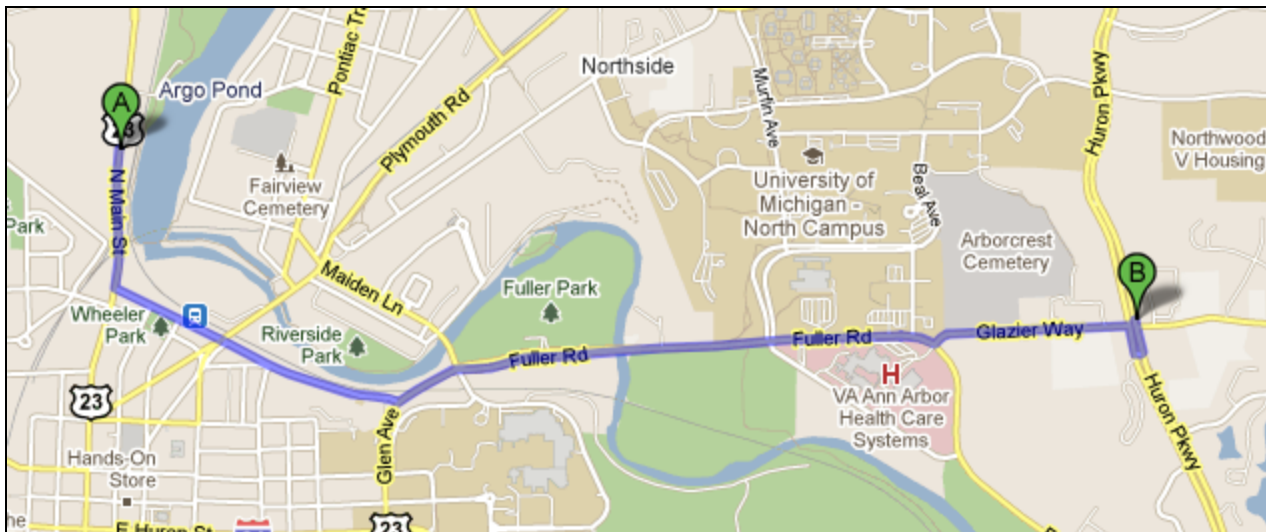 A
23
Argo Pond
Pontiac Tr
Plymouth Rd
Northside
Murfin Ave
Huron Pkwy
Northwood
V Housing
Fairview
Cemetery
N Main St
Park
University of
Michigan -
North Campus
Beal Ave
Arborcrest
Cemetery
B
Maiden Ln
Fuller Park
Wheeler
Park
Riverside
Park
Fuller Rd
Fuller Rd
Glazier Way
H
VA Ann Arbor
Health Care
Systems
Huron Pkwy
23
Glen Ave
Hands-On
Store
he
E Huron St
23